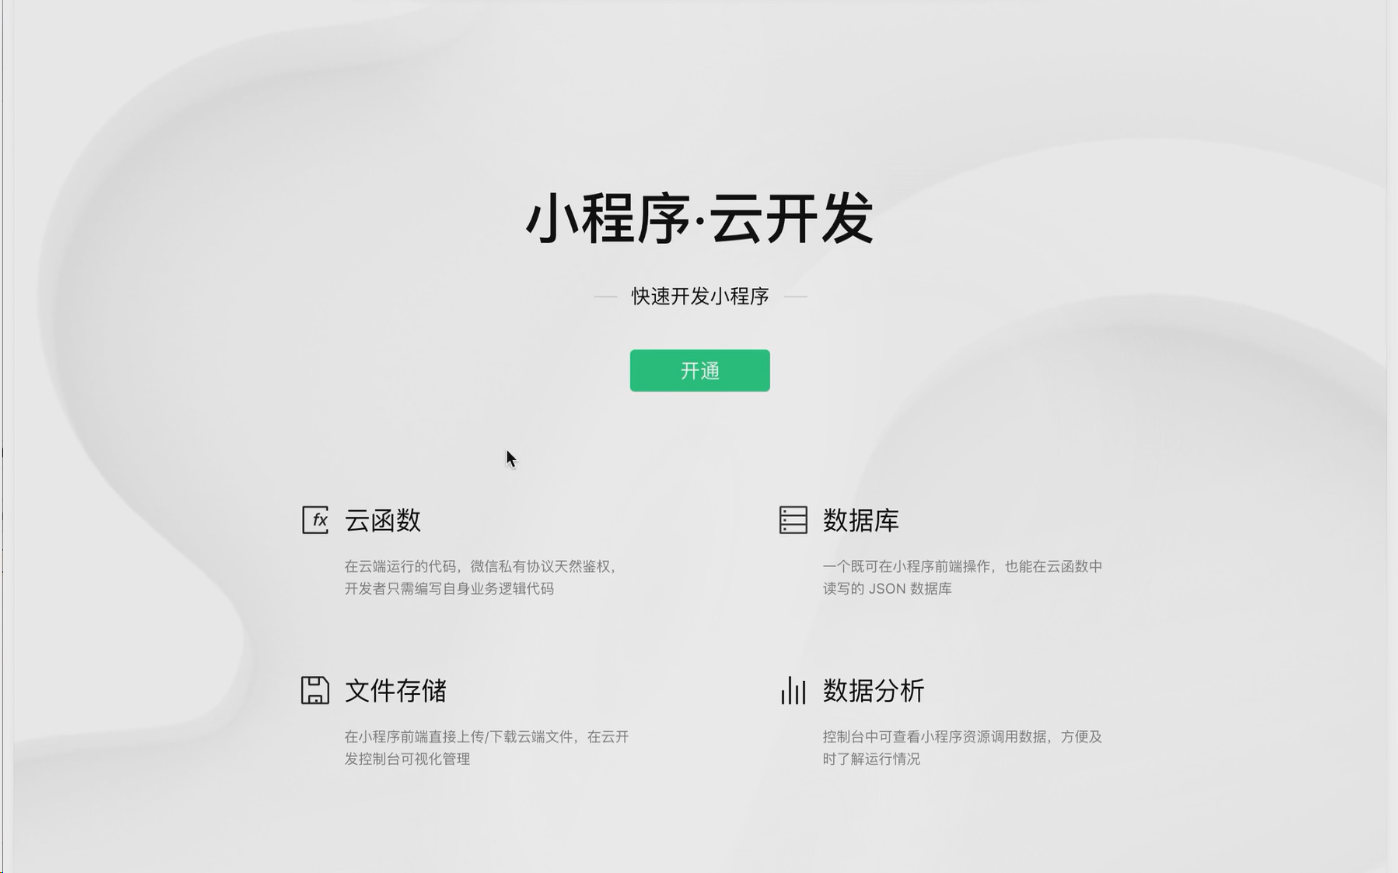 小程序·云开发
快速开发小程序
开通
fx 云函数
在云端运行的代码，微信私有协议天然鉴权，
开发者只需编写自身业务逻辑代码
数据库
一个既可在小程序前端操作，也能在云函数中
读写的 JSON 数据库
文件存储
在小程序前端直接上传/下载云端文件，在云开
发控制台可视化管理
数据分析
控制台中可查看小程序资源调用数据，方便及
时了解运行情况